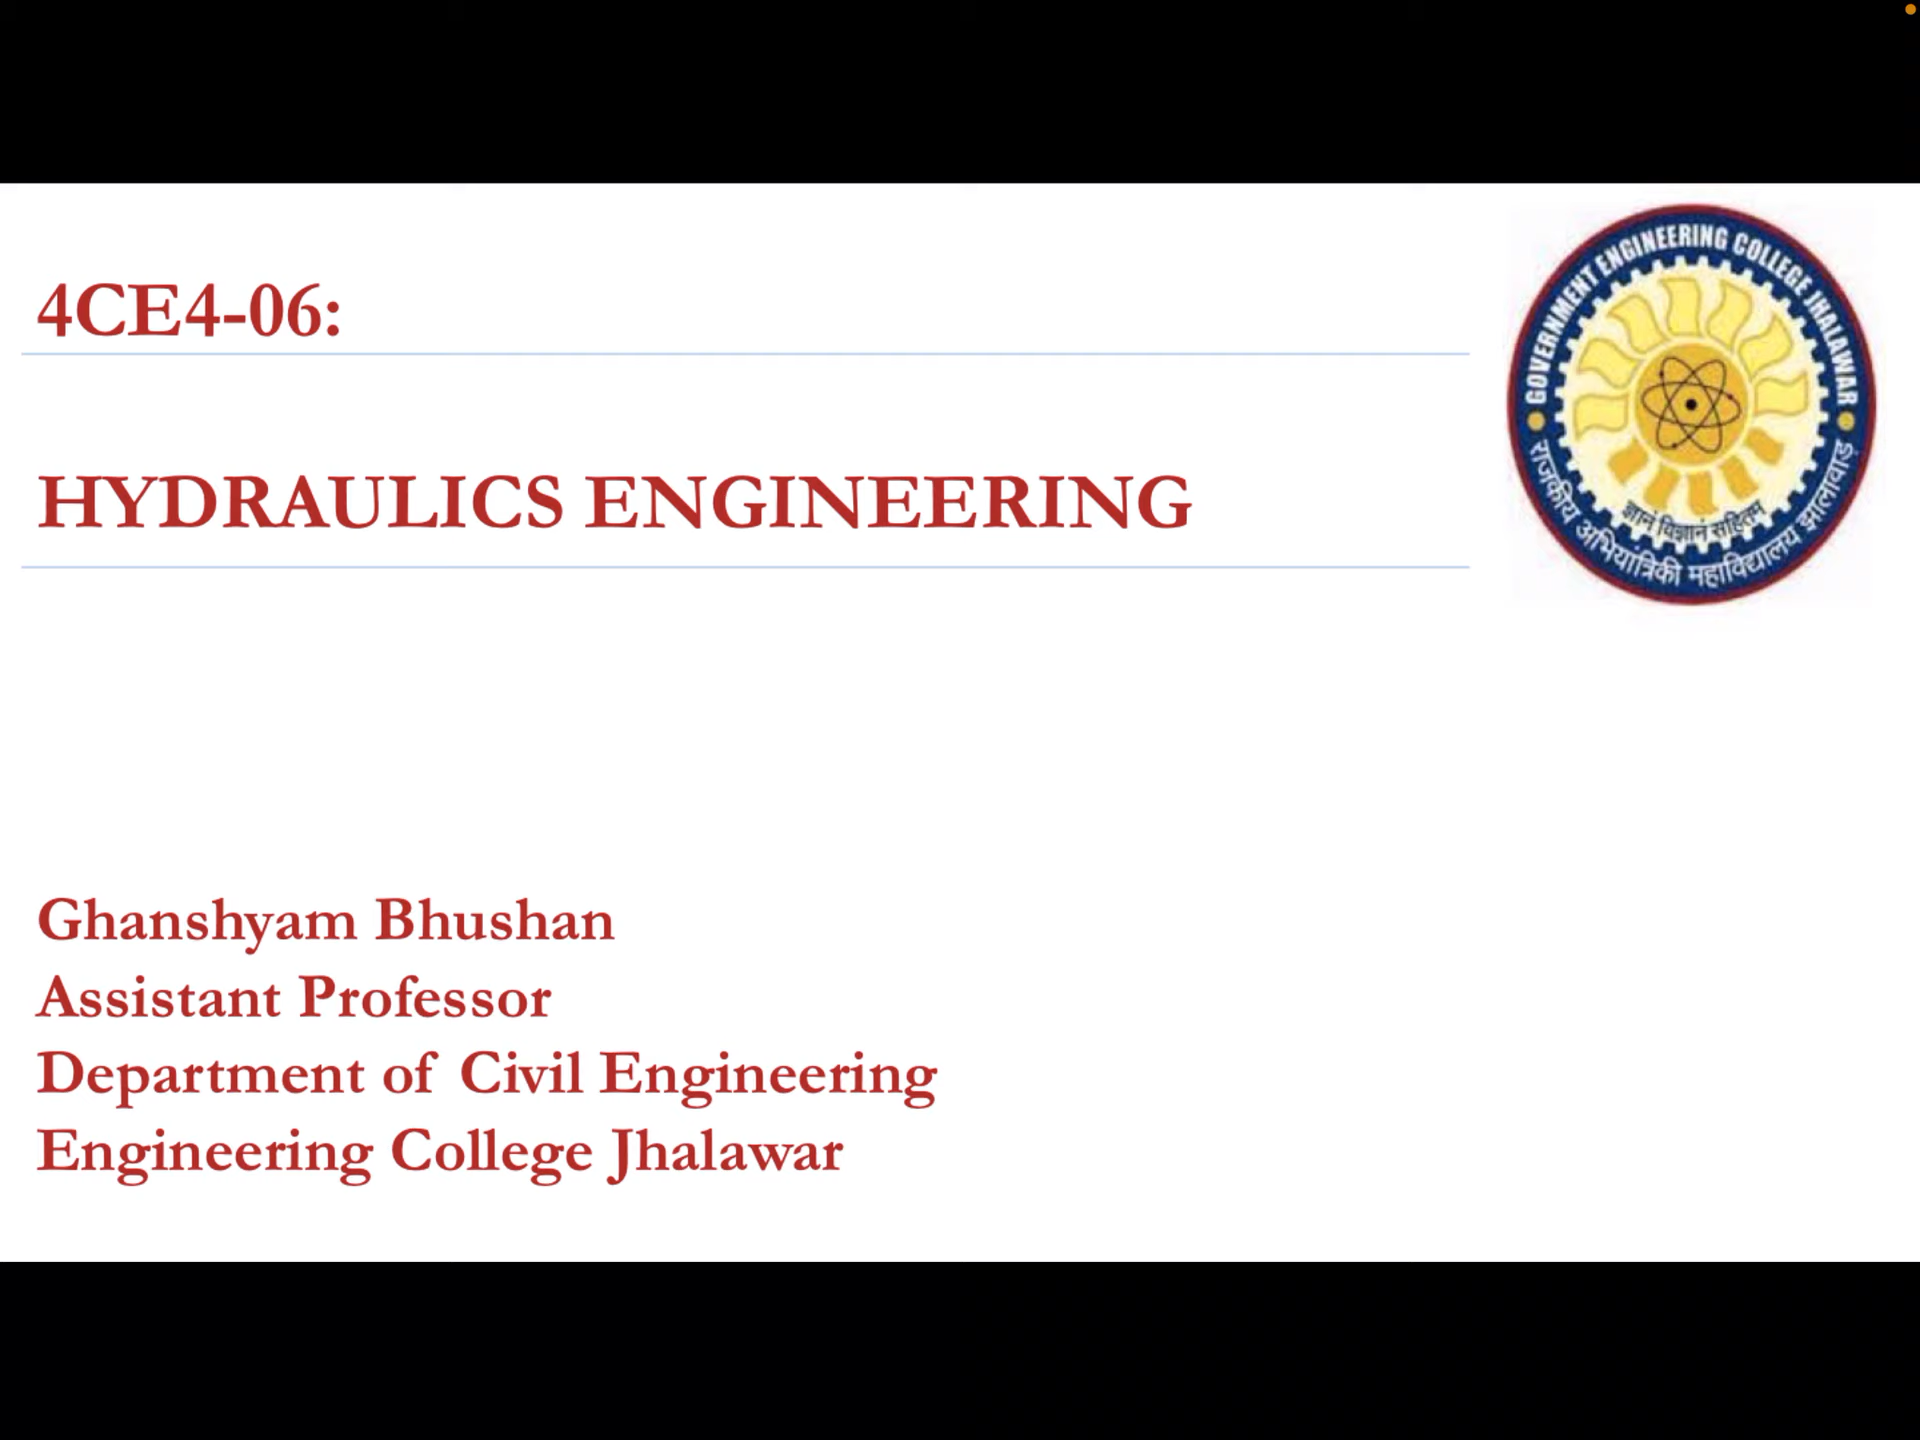 4CE4-06:
HYDRAULICS ENGINEERING
GOVERNMENT ENGINEERING COLLEGE JHALAWAR
ज्ञानं विज्ञानं सहितम्
राजकीय अभियांत्रिकी महाविद्यालय झालावाड़
Ghanshyam Bhushan
Assistant Professor
Department of Civil Engineering
Engineering College Jhalawar